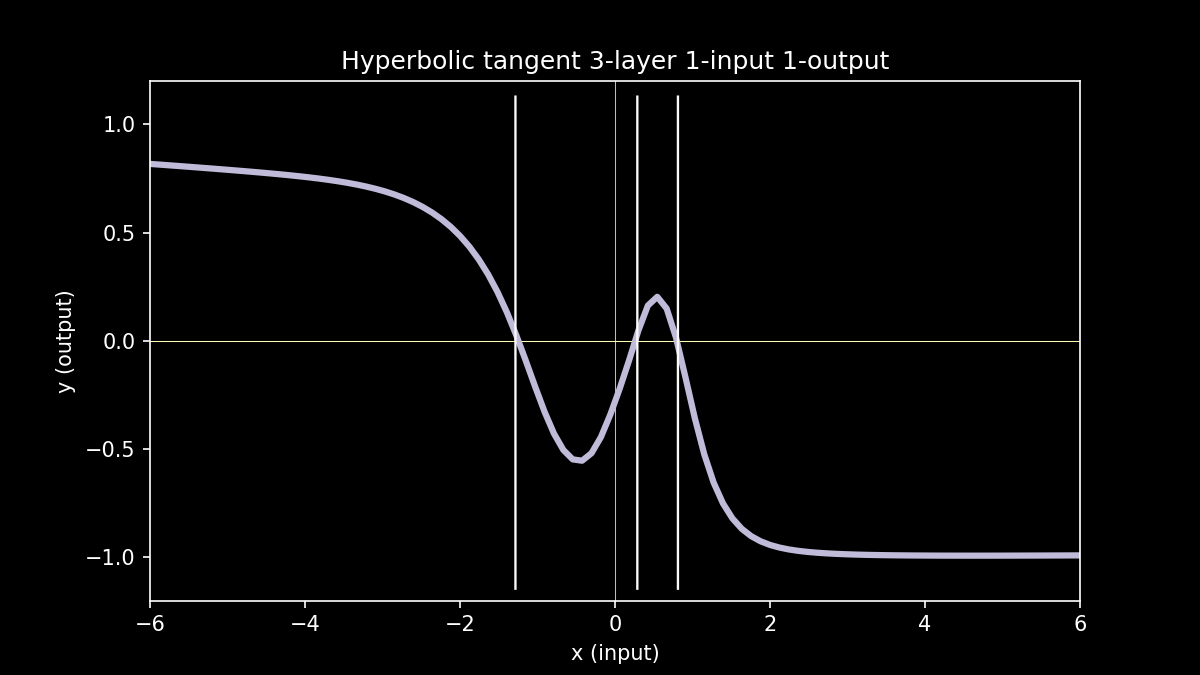 Hyperbolic tangent 3-layer 1-input 1-output
1.0
0.5
0.0
−0.5
−1.0
y (output)
−6 −4 −2 0 2 4 6
x (input)